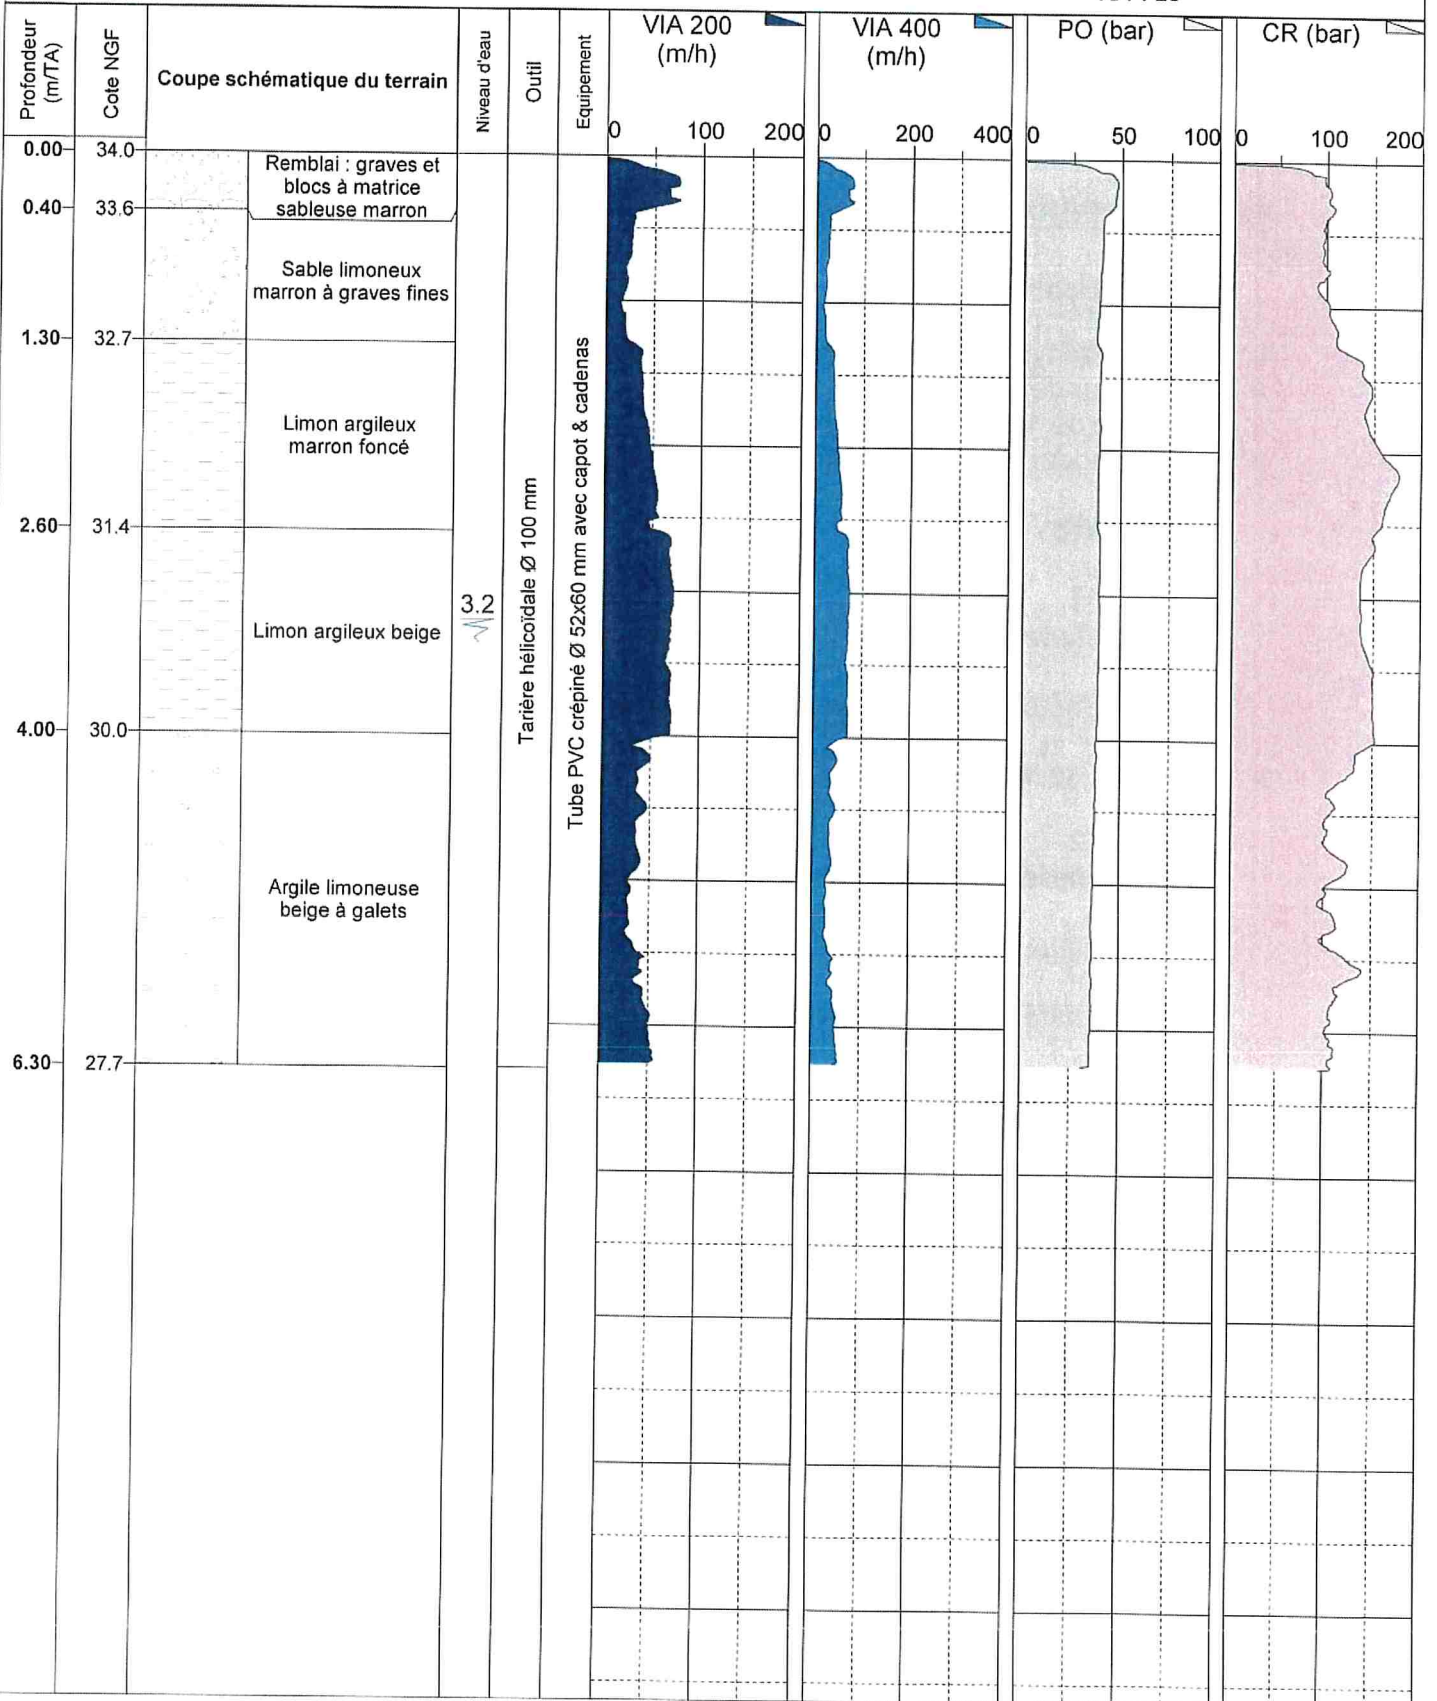 Profondeur
(m/TA)
Cote NGF
Coupe schématique du terrain
Niveau d'eau
Outil
Equipement
VIA 200
(m/h)
0 100 200
VIA 400
(m/h)
0 200 400
PO (bar)
0 50 100
CR (bar)
0 100 200
0.00 34.0
Remblai : graves et
blocs à matrice
sableuse marron
0.40 33.6
Sable limoneux
marron à graves fines
1.30 32.7
Limon argileux
marron foncé
2.60 31.4
Limon argileux beige
3.2
4.00 30.0
Argile limoneuse
beige à galets
6.30 27.7
Tarière hélicoïdale Ø 100 mm
Tube PVC crépiné Ø 52x60 mm avec capot & cadenas